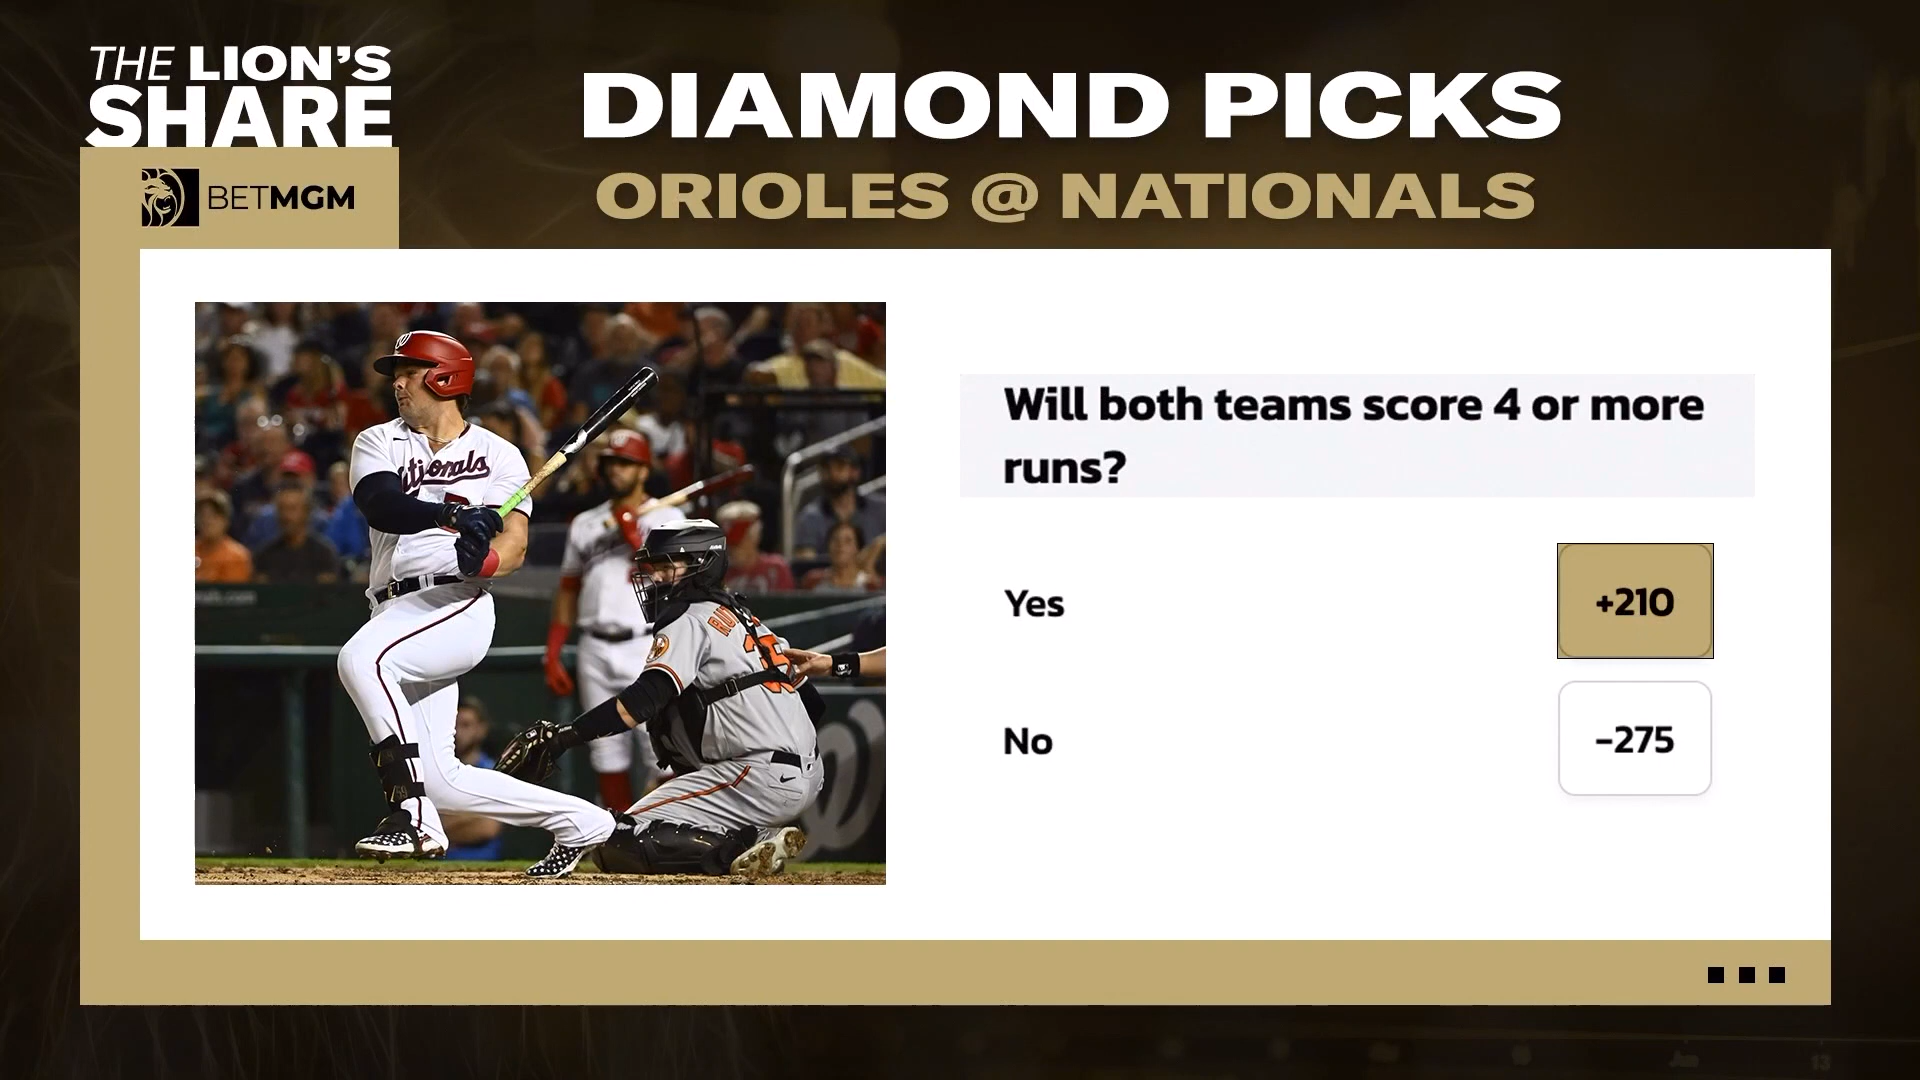 THE LION'S
SHARE
BETMGM
DIAMOND PICKS
ORIOLES @ NATIONALS
Will both teams score 4 or more
runs?
Yes
+210
No
-275